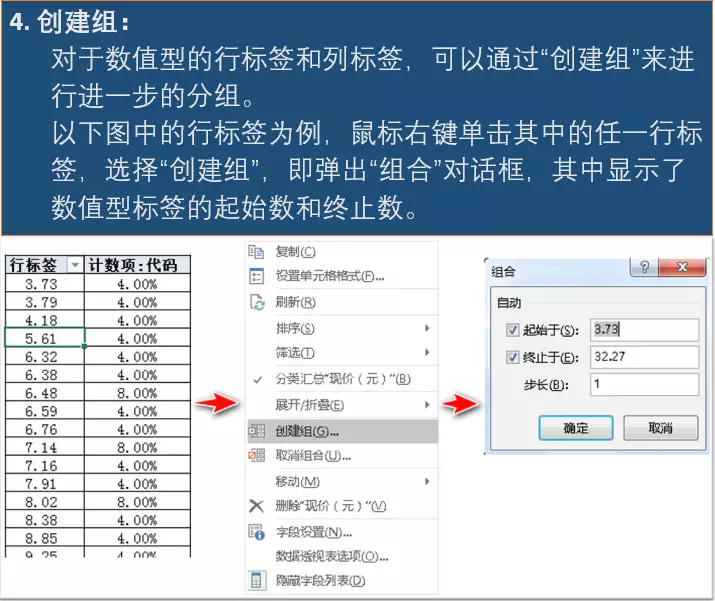 4. 创建组：
对于数值型的行标签和列标签，可以通过“创建组”来进
行进一步的分组。
以下图中的行标签为例，鼠标右键单击其中的任一行标
签，选择“创建组”，即弹出“组合”对话框，其中显示了
数值型标签的起始数和终止数。
行标签 计数项:代码
3.73 4.00%
3.79 4.00%
4.18 4.00%
5.61 4.00%
6.32 4.00%
6.38 4.00%
6.48 8.00%
6.59 4.00%
6.76 4.00%
7.14 8.00%
7.16 4.00%
7.91 4.00%
8.02 8.00%
8.38 4.00%
8.85 4.00%
9.25 4.00%
复制(C)
设置单元格格式(F)...
刷新(R)
排序(S)
筛选(T)
分类汇总"现价（元）"(B)
展开/折叠(E)
创建组(G)...
取消组合(U)...
移动(M)
删除"现价（元）"(V)
字段设置(N)...
数据透视表选项(O)...
隐藏字段列表(D)
组合
自动
起始于(S): 3.73
终止于(E): 32.27
步长(B): 1
确定 取消